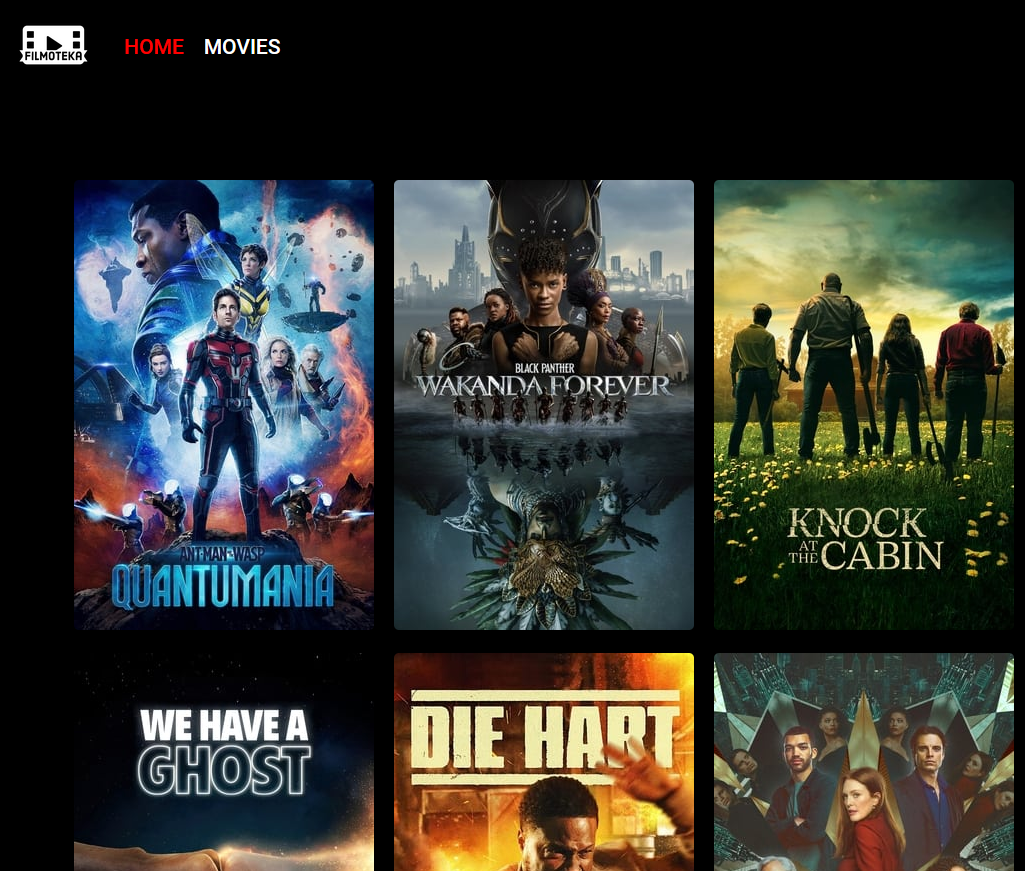 FILMOTEKA
HOME MOVIES
ANT-MAN AND THE WASP
QUANTUMANIA
BLACK PANTHER
WAKANDA FOREVER
KNOCK
AT
THE CABIN
WE HAVE A
GHOST
DIE HART